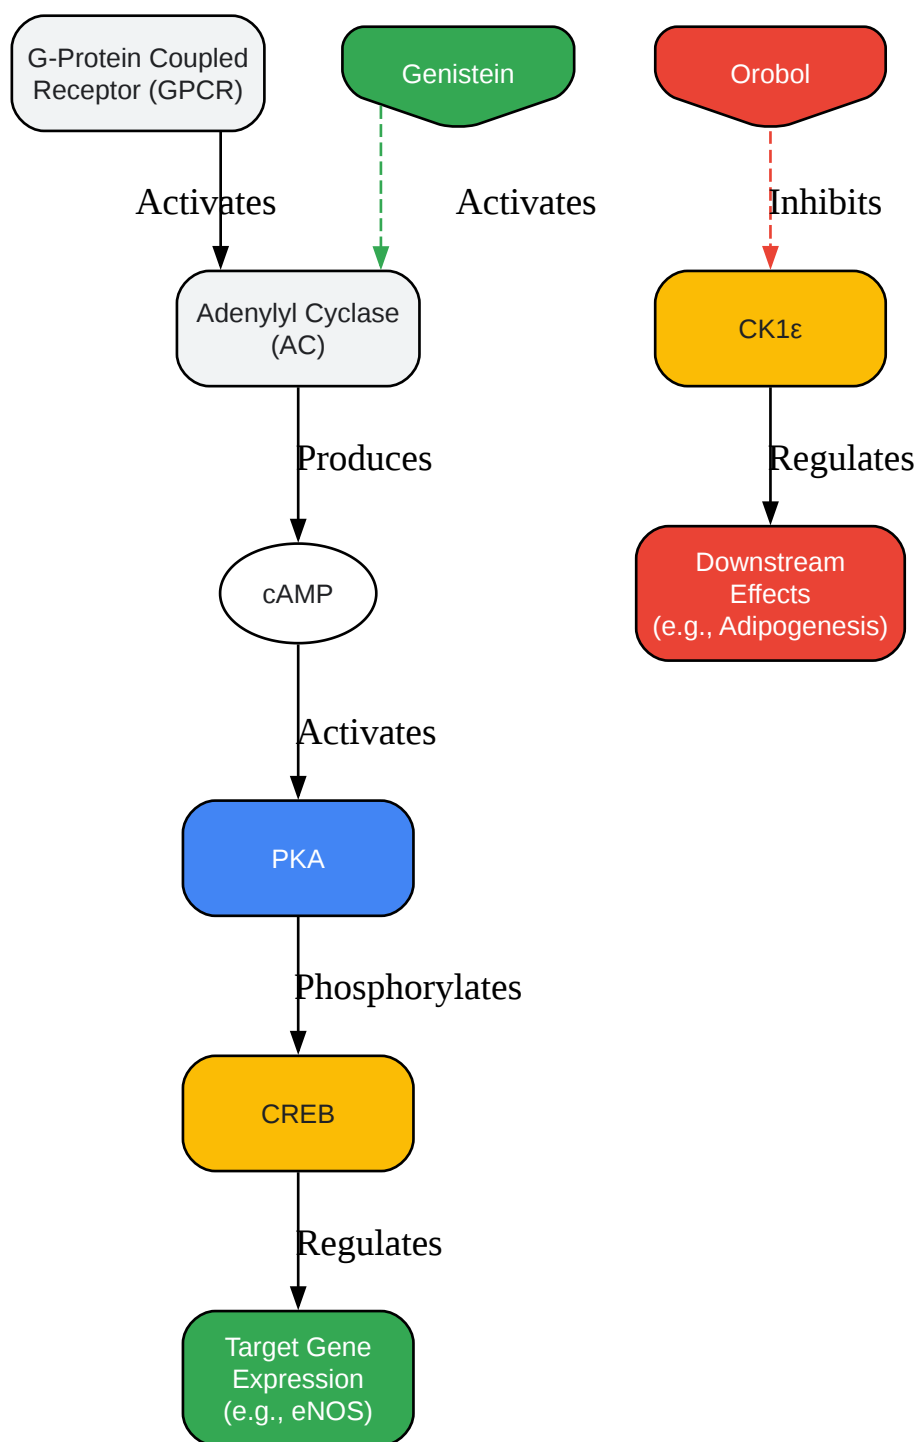 G-Protein Coupled
Receptor (GPCR)
Genistein
Orobol
Activates
Activates
Inhibits
Adenylyl Cyclase
(AC)
CK1ε
Produces
Regulates
cAMP
Downstream
Effects
(e.g., Adipogenesis)
Activates
PKA
Phosphorylates
CREB
Regulates
Target Gene
Expression
(e.g., eNOS)